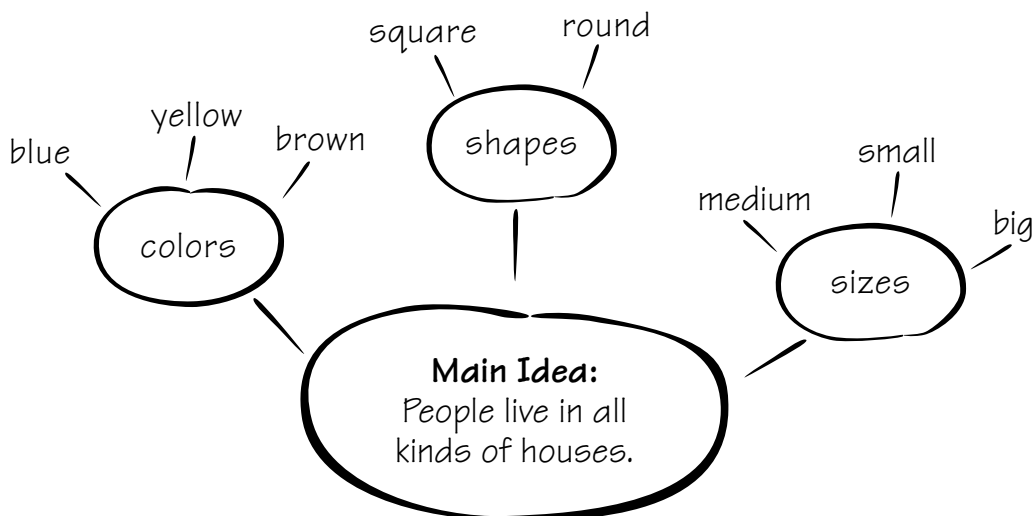 square
round
shapes
blue
yellow
brown
colors
medium
small
big
sizes
Main Idea:
People live in all
kinds of houses.